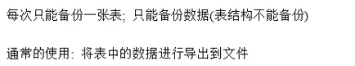 每次只能备份一张表; 只能备份数据(表结构不能备份)
通常的使用: 将表中的数据进行导出到文件